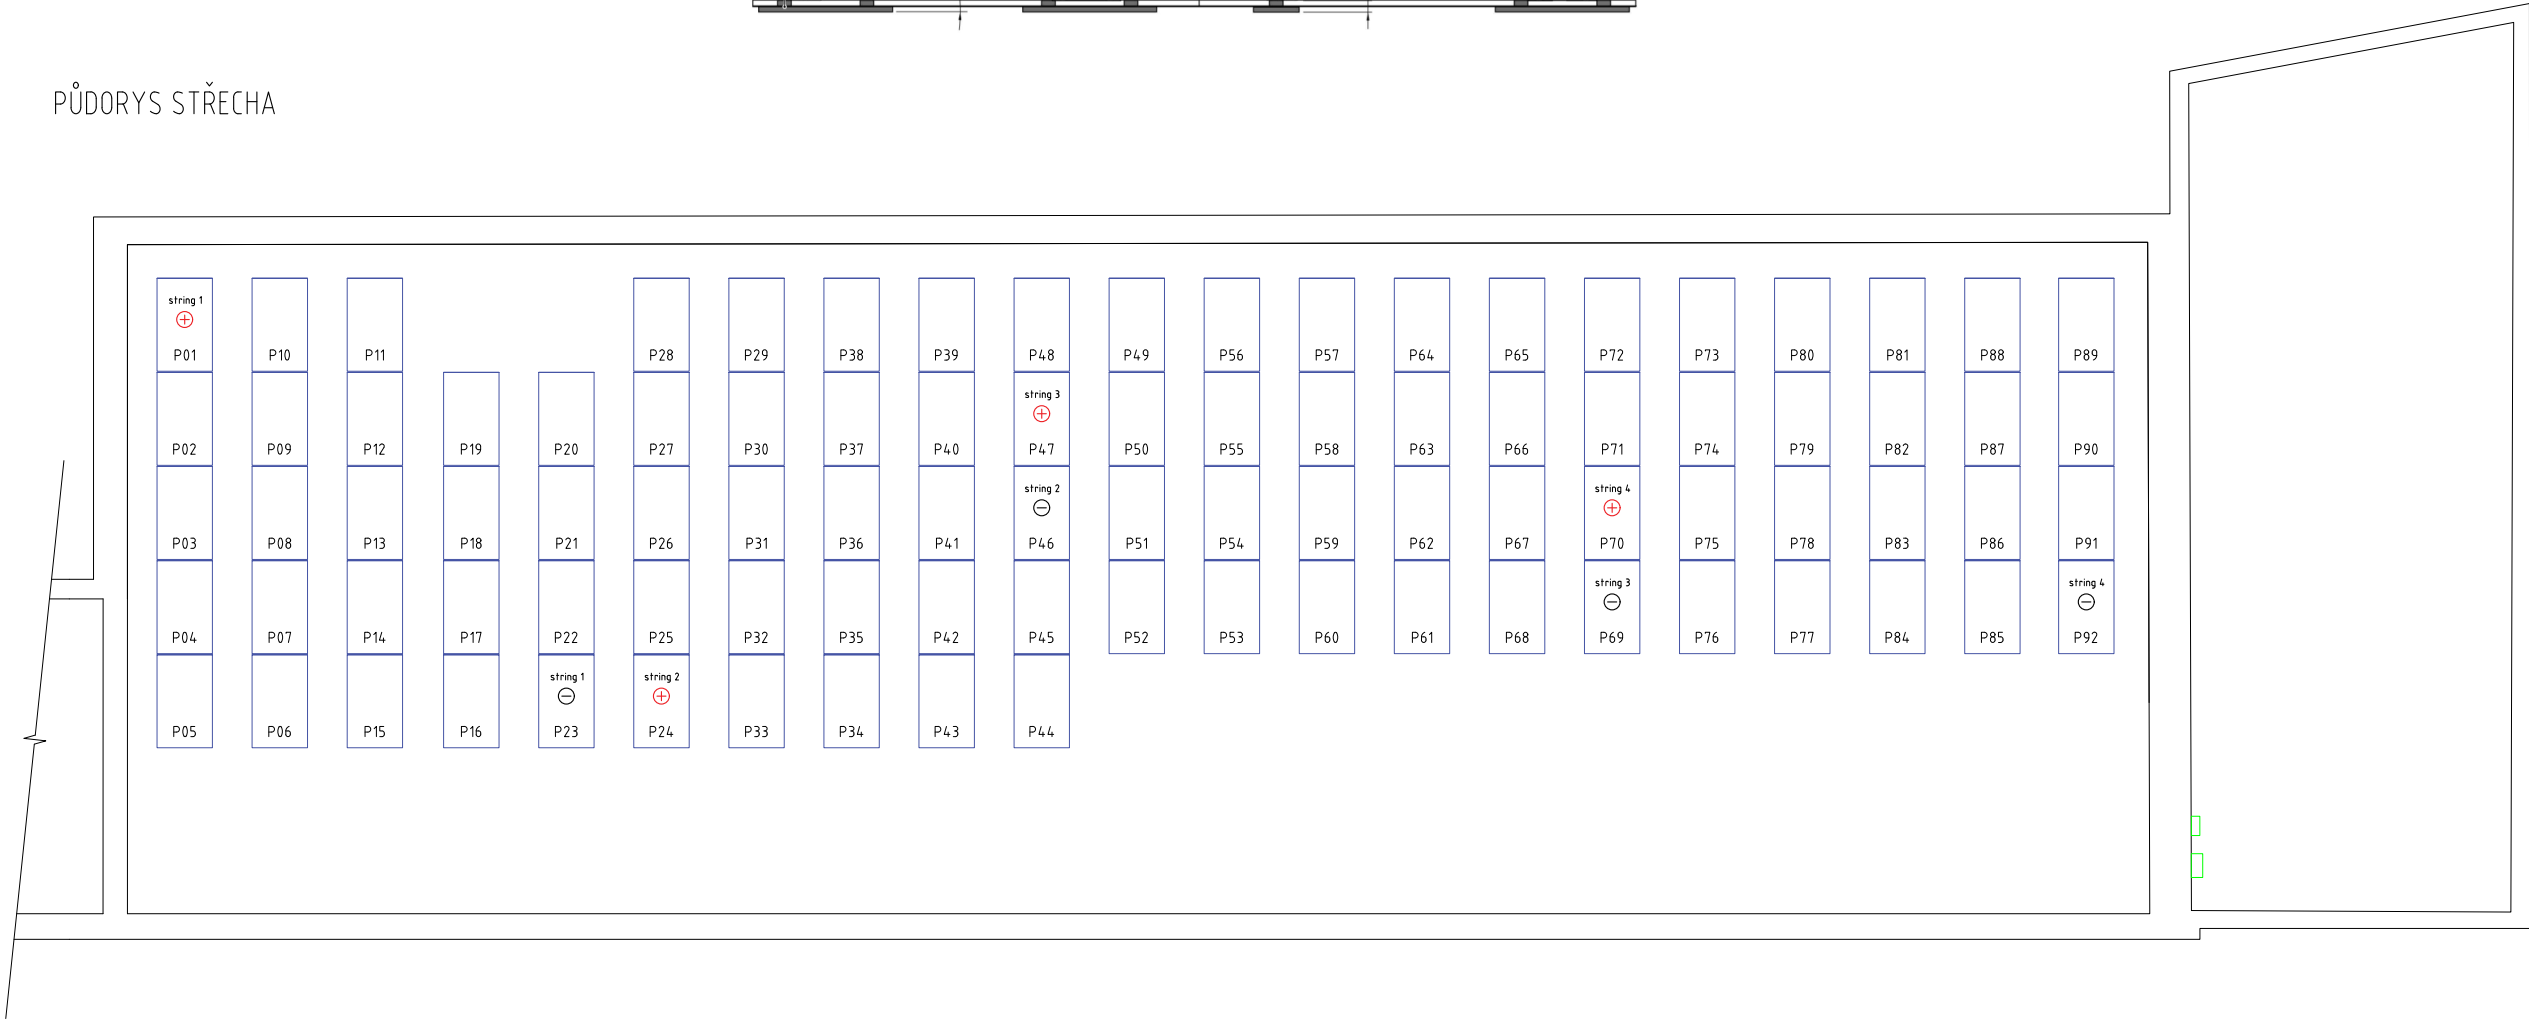 PŮDORYS STŘECHA
string 1
P01 P10 P11 P28 P29 P38 P39 P48 P49 P56 P57 P64 P65 P72 P73 P80 P81 P88 P89
string 3
P02 P09 P12 P19 P20 P27 P30 P37 P40 P47 P50 P55 P58 P63 P66 P71 P74 P79 P82 P87 P90
string 2 string 4
P03 P08 P13 P18 P21 P26 P31 P36 P41 P46 P51 P54 P59 P62 P67 P70 P75 P78 P83 P86 P91
string 3 string 4
P04 P07 P14 P17 P22 P25 P32 P35 P42 P45 P52 P53 P60 P61 P68 P69 P76 P77 P84 P85 P92
string 1 string 2
P05 P06 P15 P16 P23 P24 P33 P34 P43 P44